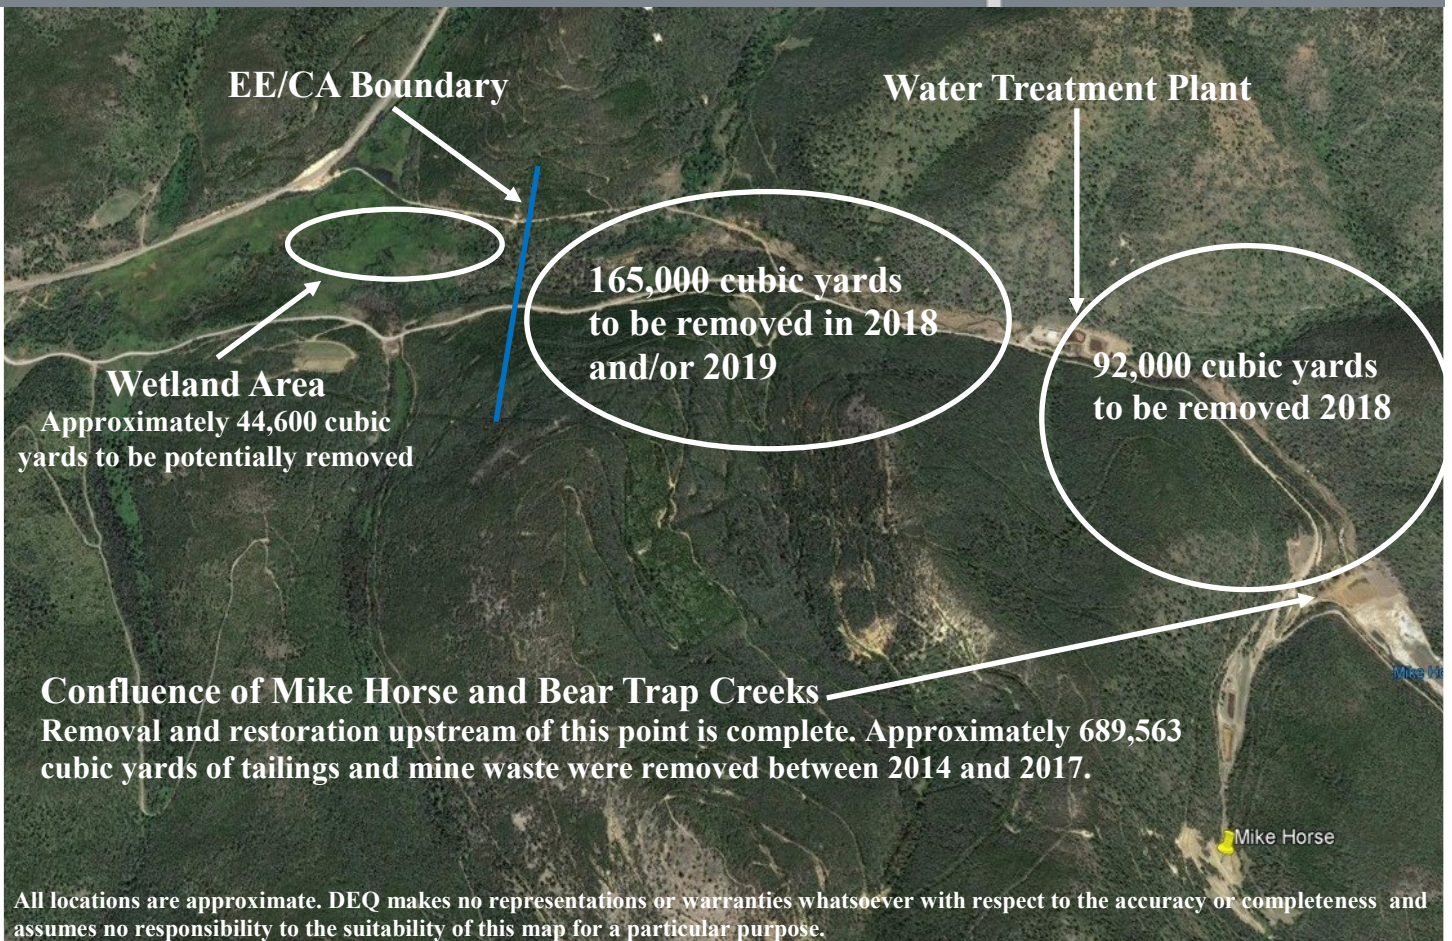 EE/CA Boundary
Water Treatment Plant
165,000 cubic yards
to be removed in 2018
and/or 2019
92,000 cubic yards
to be removed 2018
Wetland Area
Approximately 44,600 cubic
yards to be potentially removed
Mike Ho
Confluence of Mike Horse and Bear Trap Creeks
Removal and restoration upstream of this point is complete. Approximately 689,563
cubic yards of tailings and mine waste were removed between 2014 and 2017.
Mike Horse
All locations are approximate. DEQ makes no representations or warranties whatsoever with respect to the accuracy or completeness and
assumes no responsibility to the suitability of this map for a particular purpose.